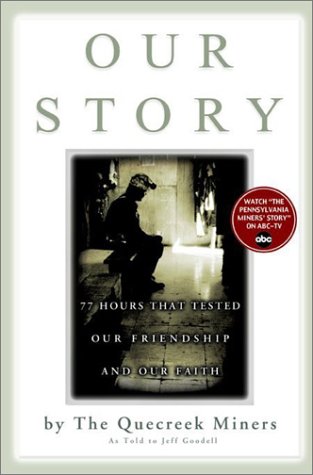 OUR
STORY
WATCH "THE
PENNSYLVANIA
MINERS' STORY"
ON ABC-TV
abc
77 HOURS THAT TESTED
OUR FRIENDSHIP
AND OUR FAITH
by The Quecreek Miners
As Told to Jeff Goodell